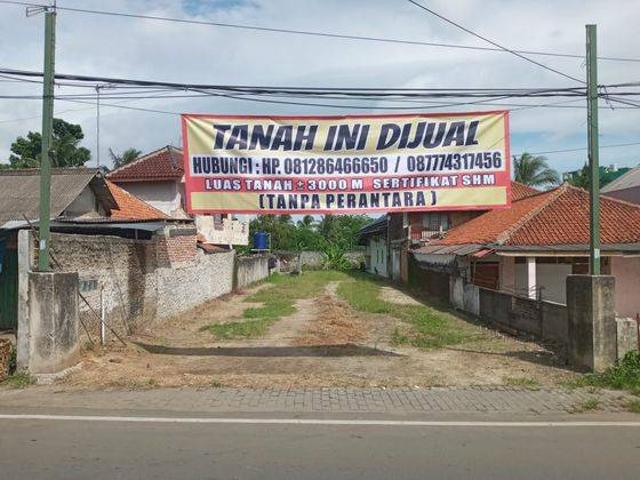 TANAH INI DIJUAL
HUBUNGI : HP. 081286466650 / 087774317456
LUAS TANAH ± 3000 M SERTIFIKAT SHM
(TANPA PERANTARA)